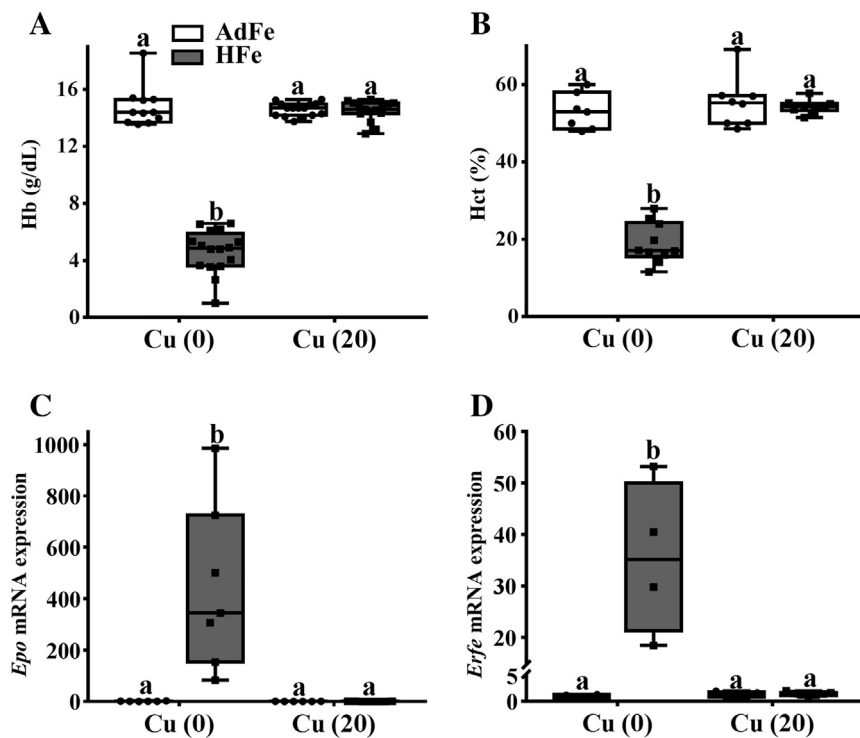 A
AdFe
HFe
Hb (g/dL)
16
12
8
4
0
a
b
a
a
Cu (0)
Cu (20)
B
Hct (%)
60
40
20
0
a
b
a
a
Cu (0)
Cu (20)
C
Epo mRNA expression
1000
800
600
400
200
0
a
b
a
a
Cu (0)
Cu (20)
D
Erfe mRNA expression
60
50
40
30
20
5
0
a
b
a
a
Cu (0)
Cu (20)